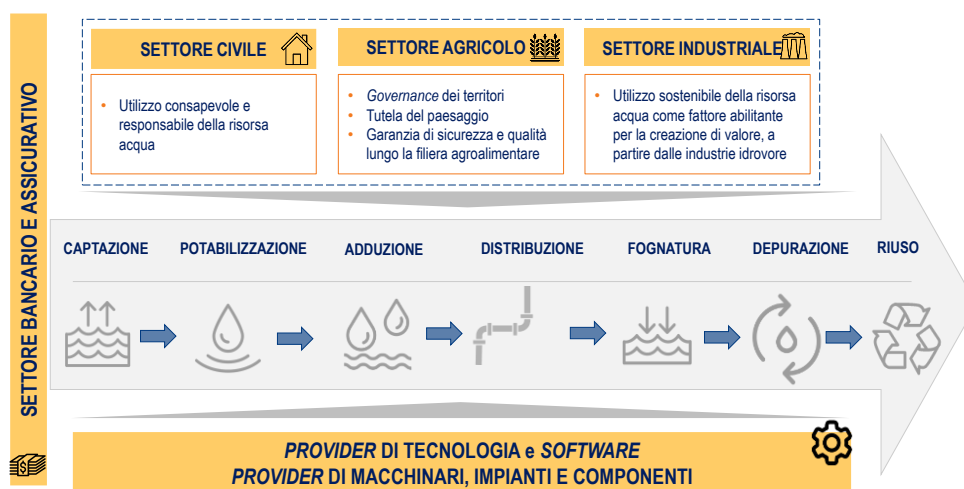 SETTORE BANCARIO E ASSICURATIVO
SETTORE CIVILE
• Utilizzo consapevole e
responsabile della risorsa
acqua
SETTORE AGRICOLO
• Governance dei territori
• Tutela del paesaggio
• Garanzia di sicurezza e qualità
lungo la filiera agroalimentare
SETTORE INDUSTRIALE
• Utilizzo sostenibile della risorsa
acqua come fattore abilitante
per la creazione di valore, a
partire dalle industrie idrovore
CAPTAZIONE
POTABILIZZAZIONE
ADDUZIONE
DISTRIBUZIONE
FOGNATURA
DEPURAZIONE
RIUSO
PROVIDER DI TECNOLOGIA e SOFTWARE
PROVIDER DI MACCHINARI, IMPIANTI E COMPONENTI
$